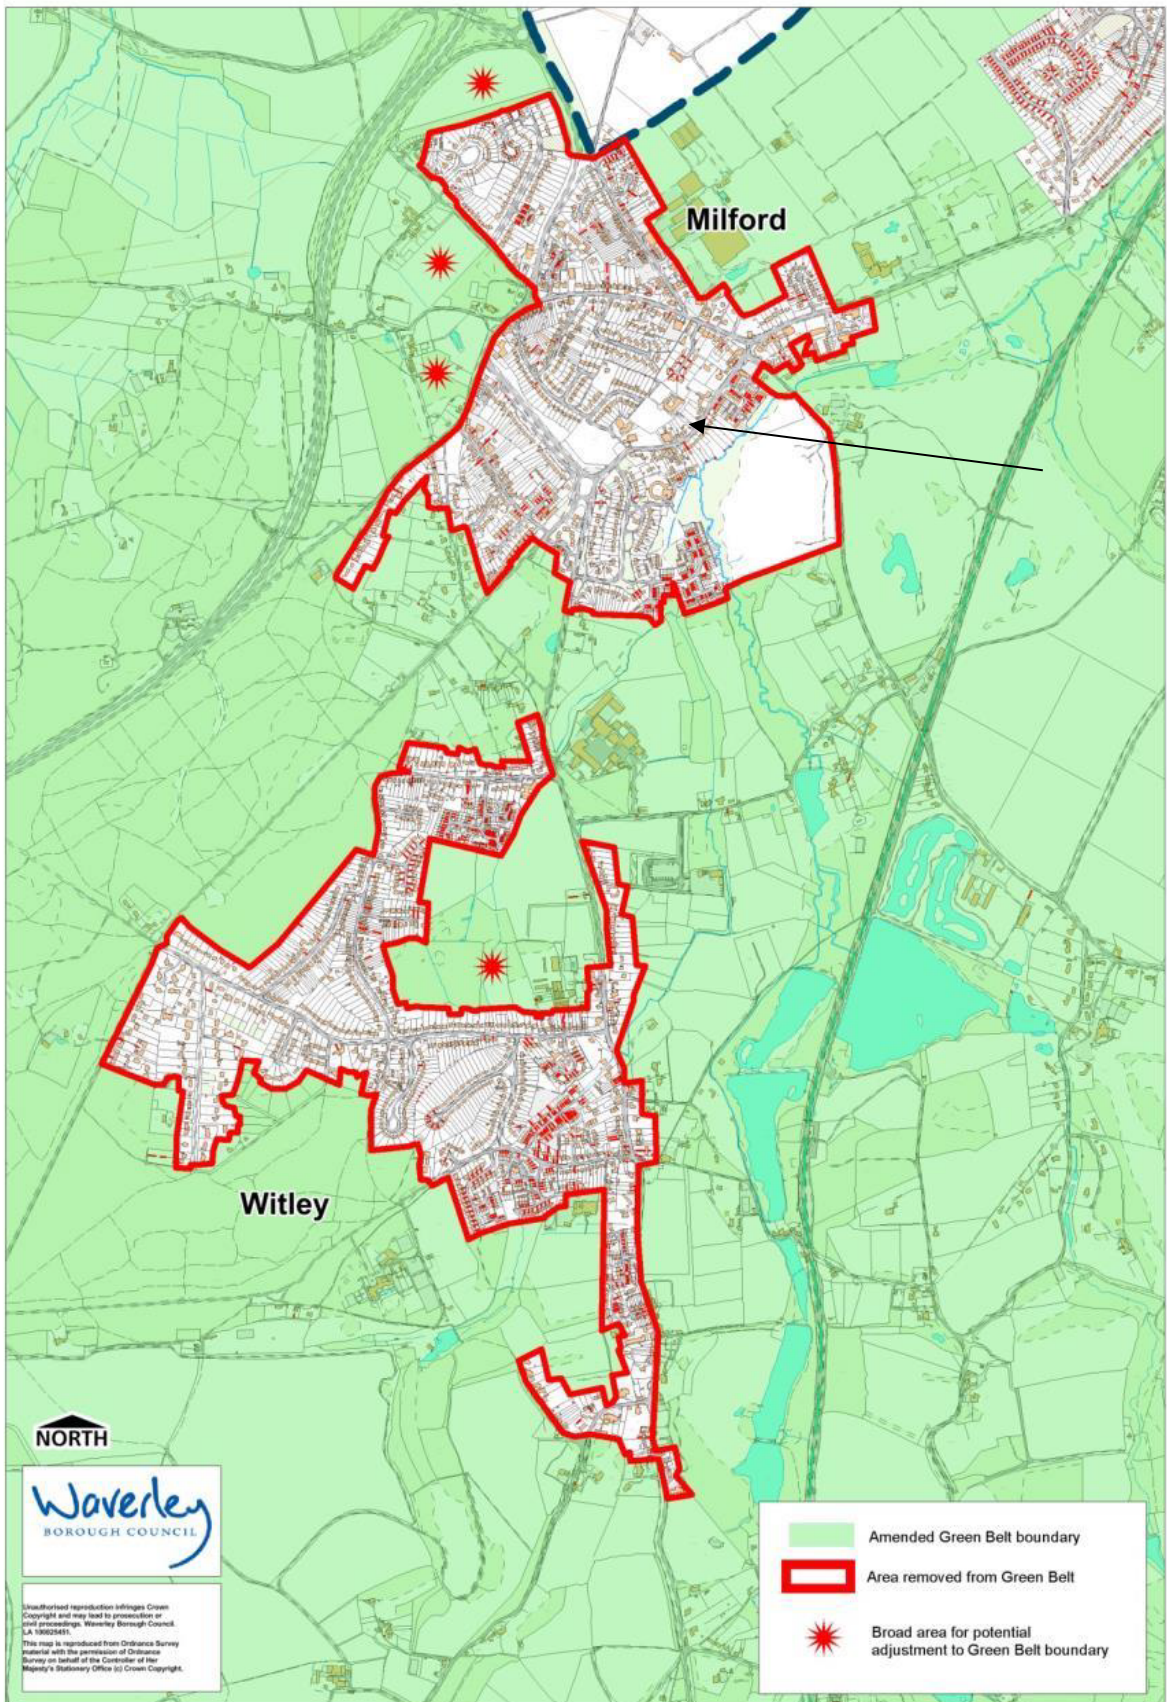 Milford
Witley
NORTH
Waverley
BOROUGH COUNCIL
Unauthorised reproduction infringes Crown
Copyright and may lead to prosecution or
civil proceedings. Waverley Borough Council.
LA 100025451.
This map is reproduced from Ordnance Survey
material with the permission of Ordnance
Survey on behalf of the Controller of Her
Majesty's Stationery Office (c) Crown Copyright.
Amended Green Belt boundary
Area removed from Green Belt
Broad area for potential
adjustment to Green Belt boundary